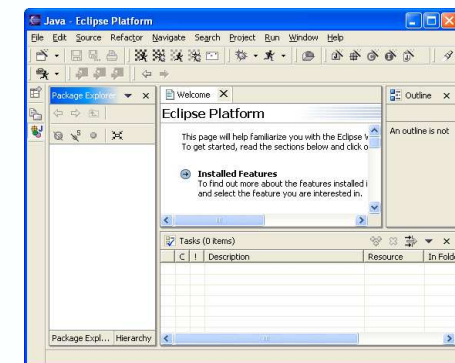 Java - Eclipse Platform
File Edit Source Refactor Navigate Search Project Run Window Help
Package Explorer
Welcome
Eclipse Platform
This page will help familiarize you with the Eclipse
To get started, read the sections below and click o
Installed Features
To find out more about the features installed i
and select the feature you are interested in.
Outline
An outline is not
Tasks (0 items)
C ! Description Resource In Fold
Package Expl... Hierarchy